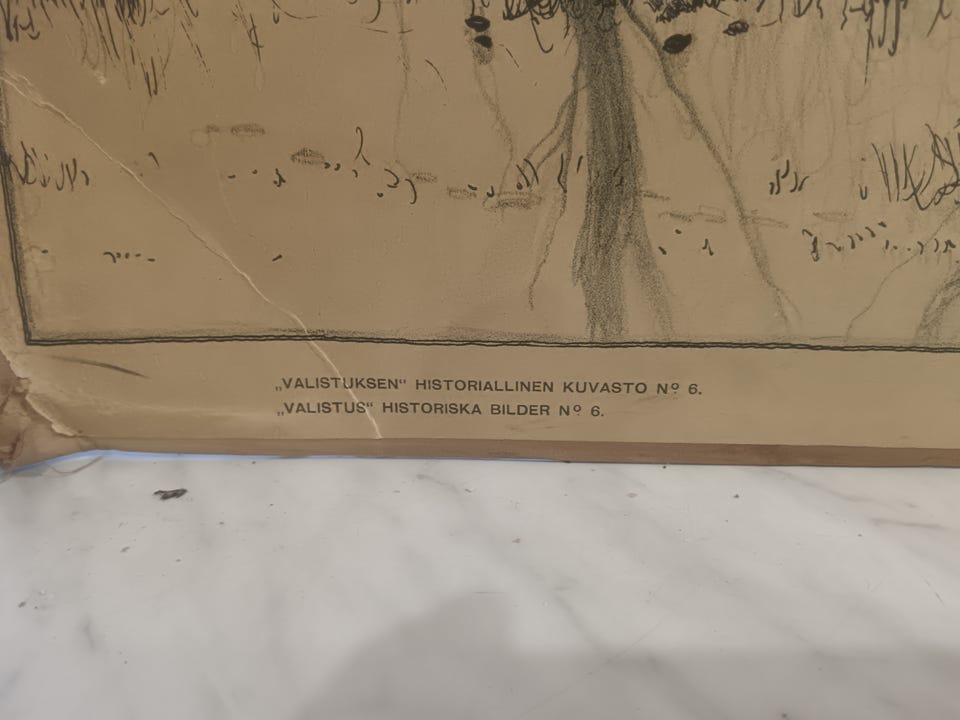 „VALISTUKSEN“ HISTORIALLINEN KUVASTO Nº 6.
„VALISTUS“ HISTORISKA BILDER Nº 6.